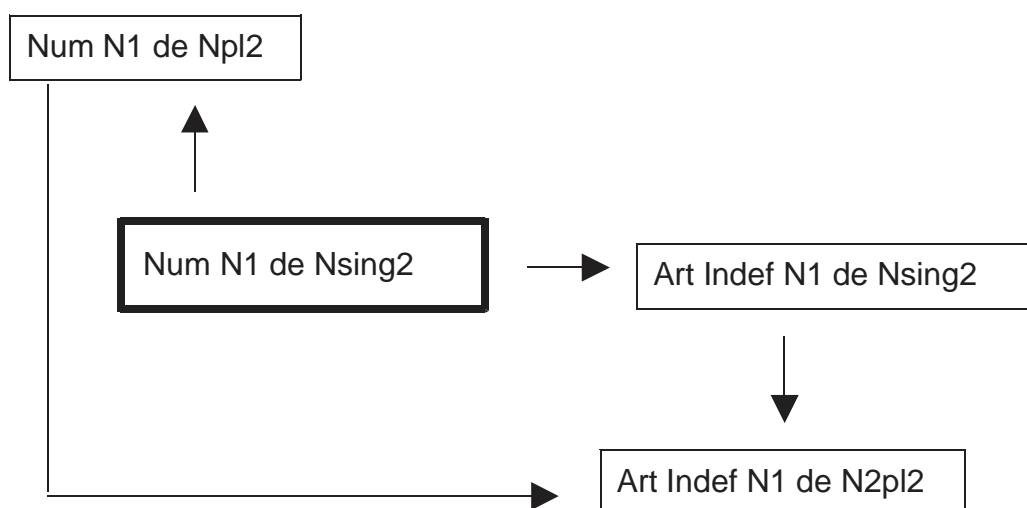 Num N1 de Npl2
Num N1 de Nsing2
Art Indef N1 de Nsing2
Art Indef N1 de N2pl2